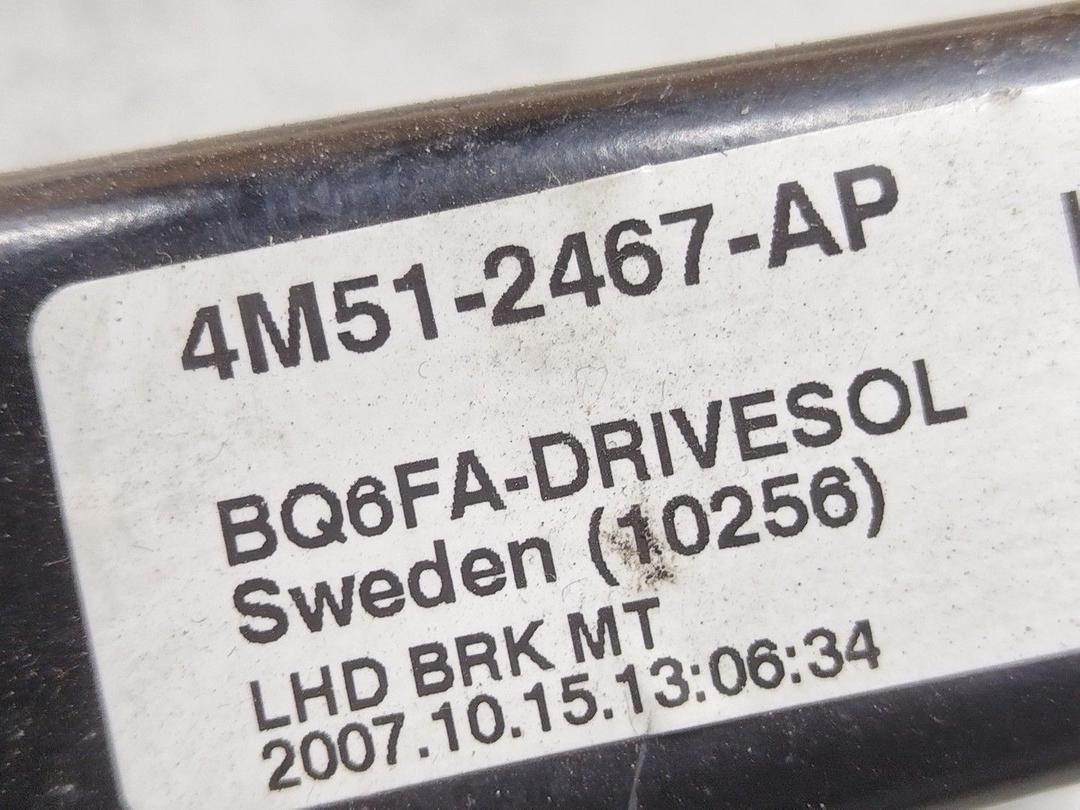 4M51-2467-AP
BQ6FA-DRIVESOL
Sweden (10256)
LHD BRK MT
2007.10.15.13:06:34